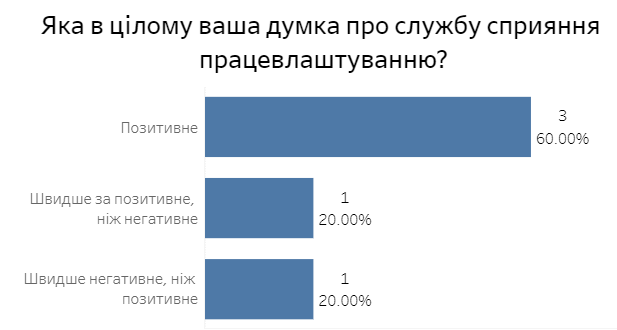 Яка в цілому ваша думка про службу сприяння
працевлаштуванню?
Позитивне
3
60.00%
Швидше за позитивне,
ніж негативне
1
20.00%
Швидше негативне, ніж
позитивне
1
20.00%